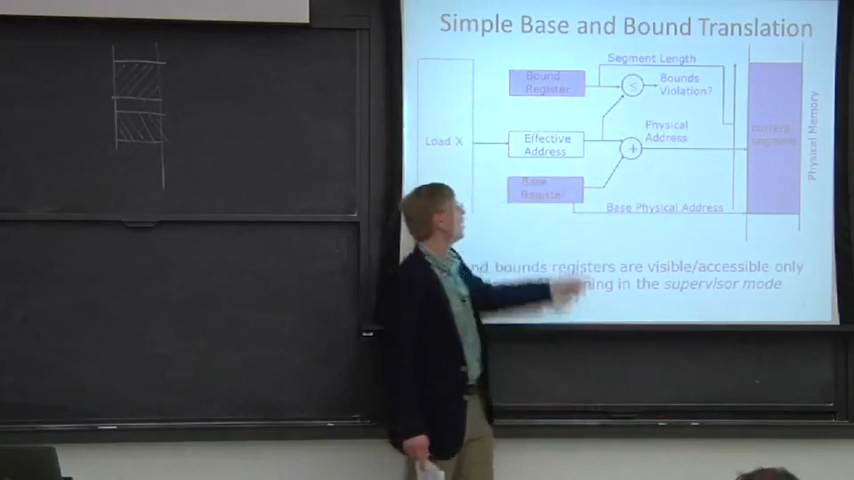 Simple Base and Bound Translation
Segment Length
Bound
Register
≤
Bounds
Violation?
Load X
Effective
Address
+
Physical
Address
current
segment
Physical Memory
Base
Register
Base Physical Address
nd bounds registers are visible/accessible only
ning in the supervisor mode